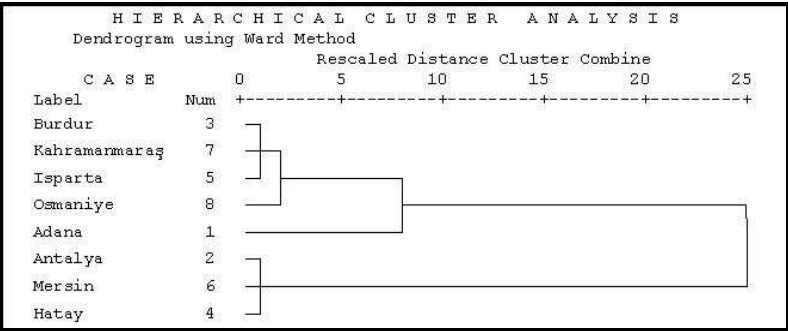 H I E R A R C H I C A L C L U S T E R A N A L Y S I S
Dendrogram using Ward Method
Rescaled Distance Cluster Combine
C A S E 0 5 10 15 20 25
Label Num +---------+---------+---------+---------+---------+
Burdur 3
Kahramanmaraş 7
Isparta 5
Osmaniye 8
Adana 1
Antalya 2
Mersin 6
Hatay 4